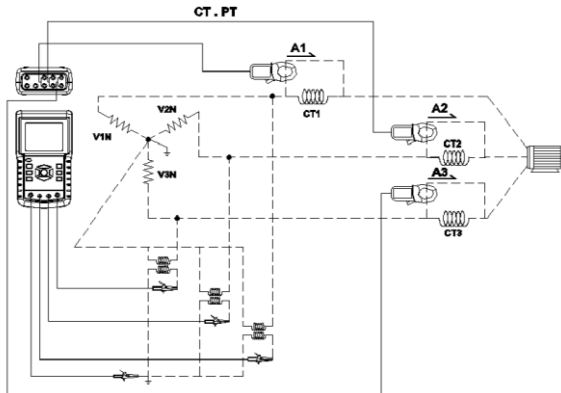 CT . PT
A1
CT1
V2N
V1N
A2
CT2
V3N
A3
CT3